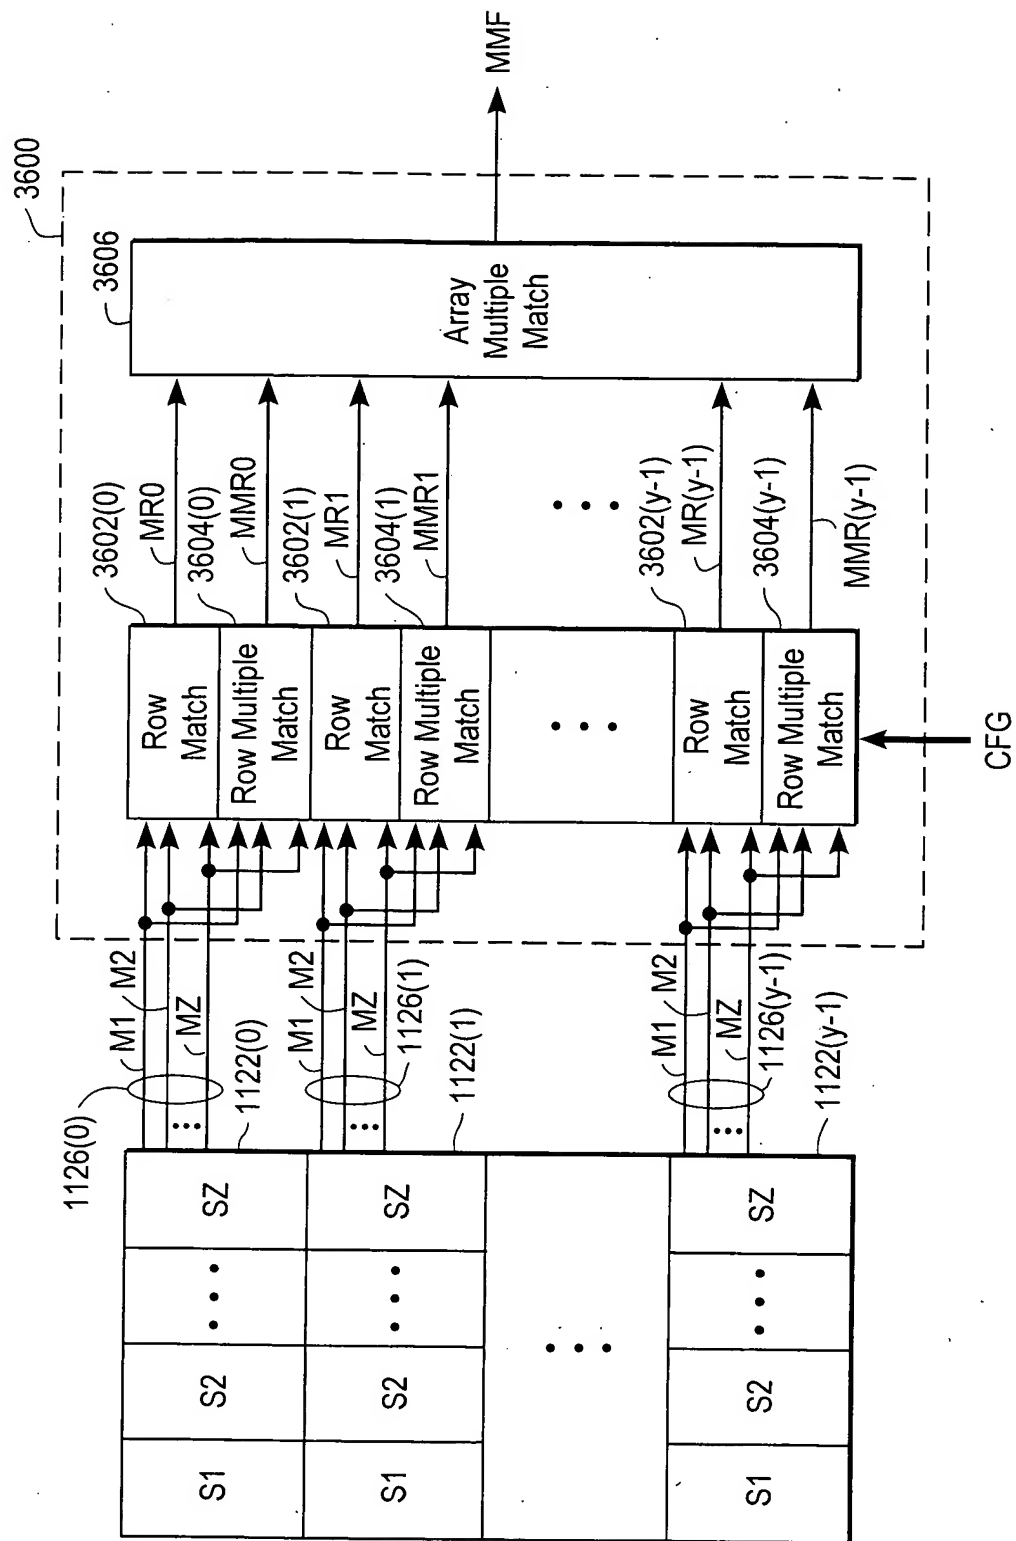 3600
3606
Array
Multiple
Match
MMF
3602(0)
MR0
3604(0)
MMR0
3602(1)
MR1
3604(1)
MMR1
• • •
3602(y-1)
MR(y-1)
3604(y-1)
MMR(y-1)
Row
Match
Row Multiple
Match
Row
Match
Row Multiple
Match
• • •
Row
Match
Row Multiple
Match
CFG
1126(0)
M1
M2
MZ
1122(0)
M1
M2
MZ
1126(1)
1122(1)
M1
M2
MZ
1126(y-1)
1122(y-1)
S1
S2
• • •
SZ
S1
S2
• • •
SZ
• • •
S1
S2
• • •
SZ